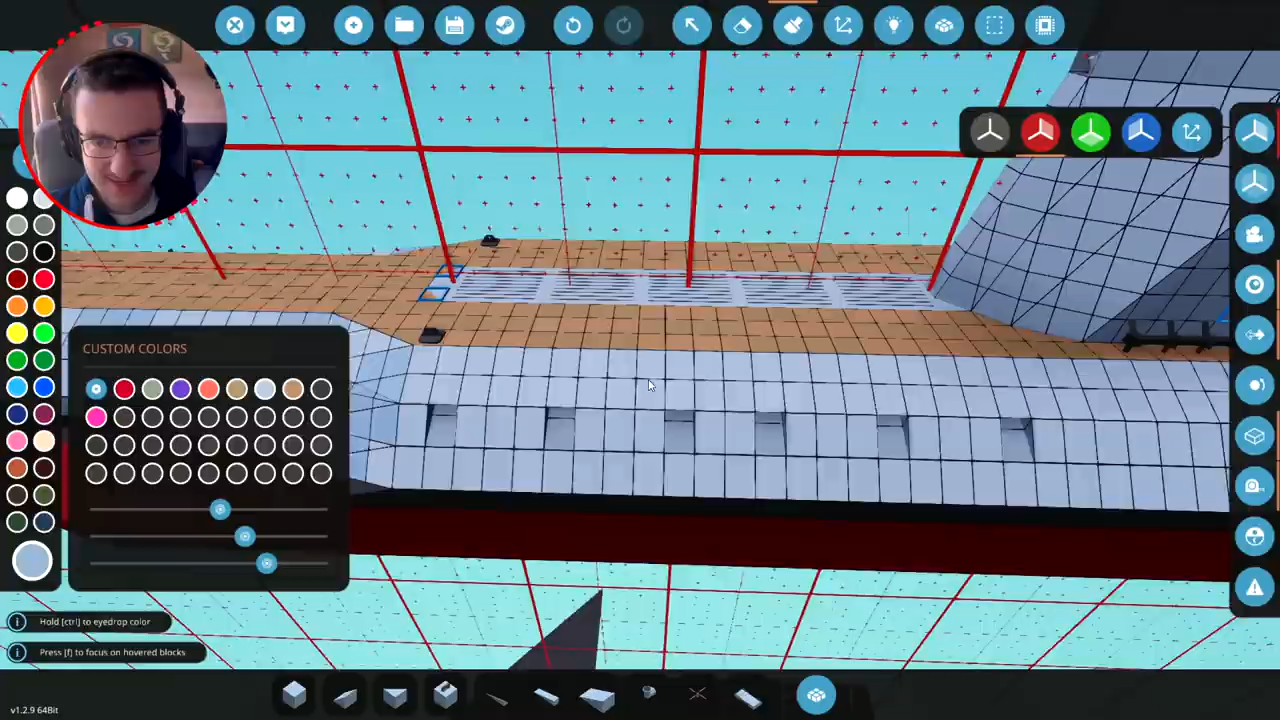 CUSTOM COLORS
Hold [ctrl] to eyedrop color
Press [f] to focus on hovered blocks
v1.2.9 64Bit